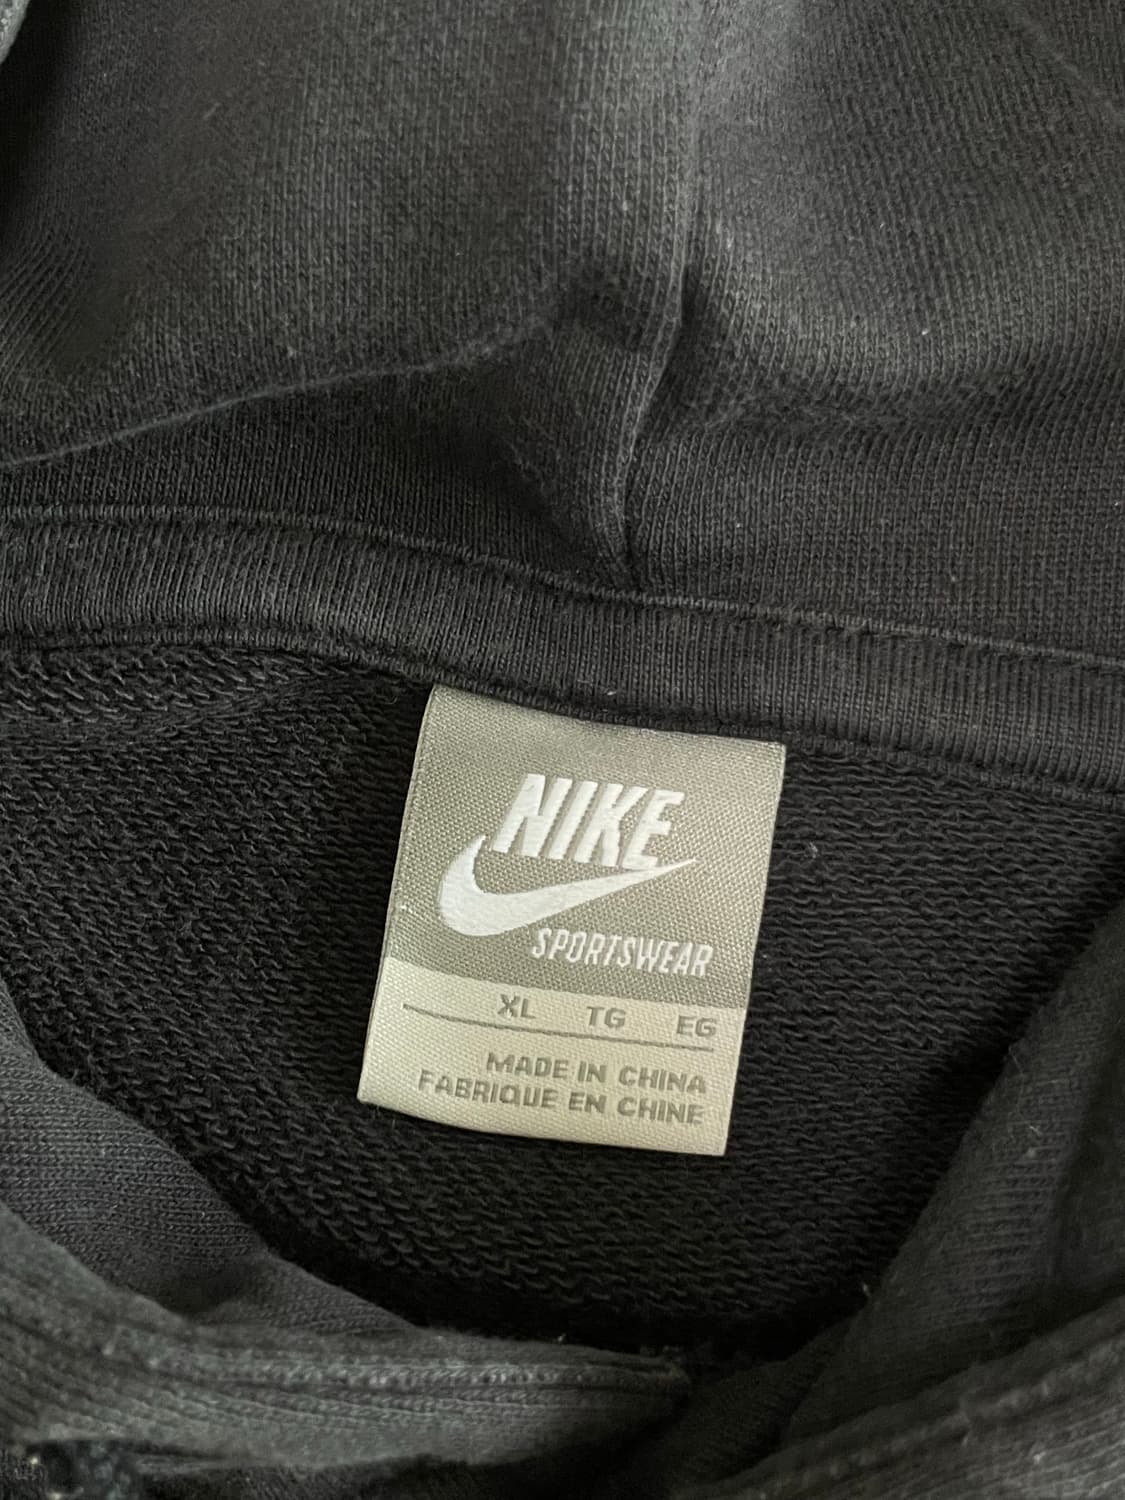 NIKE
SPORTSWEAR
XL TG EG
MADE IN CHINA
FABRIQUE EN CHINE